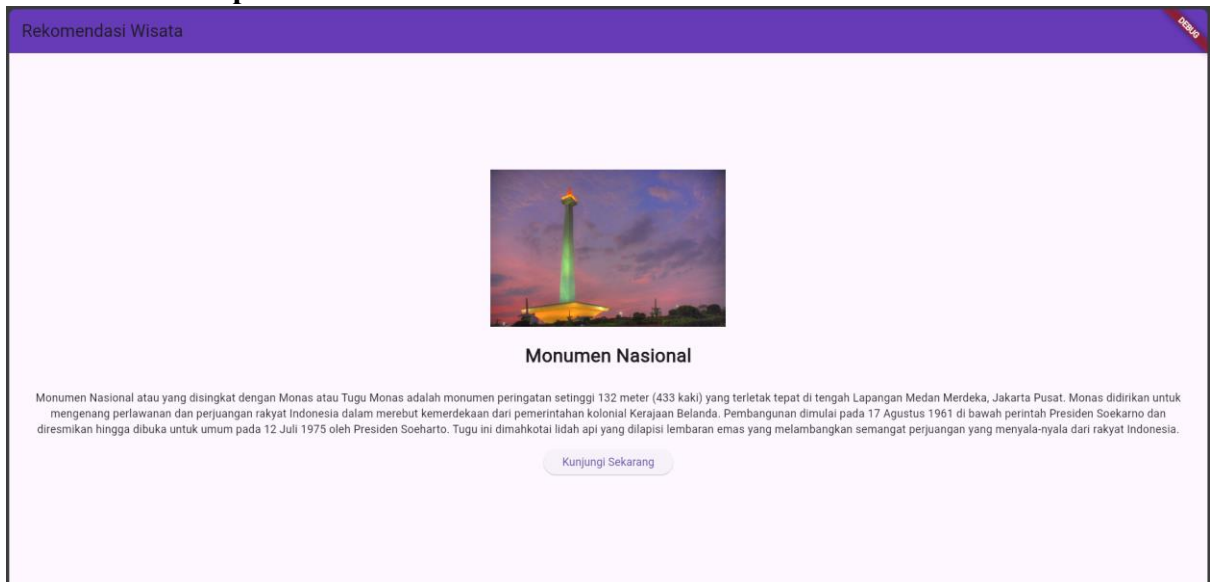 Rekomendasi Wisata
DEBUG
Monumen Nasional
Monumen Nasional atau yang disingkat dengan Monas atau Tugu Monas adalah monumen peringatan setinggi 132 meter (433 kaki) yang terletak tepat di tengah Lapangan Medan Merdeka, Jakarta Pusat. Monas didirikan untuk
mengenang perlawanan dan perjuangan rakyat Indonesia dalam merebut kemerdekaan dari pemerintahan kolonial Kerajaan Belanda. Pembangunan dimulai pada 17 Agustus 1961 di bawah perintah Presiden Soekarno dan
diresmikan hingga dibuka untuk umum pada 12 Juli 1975 oleh Presiden Soeharto. Tugu ini dimahkotai lidah api yang dilapisi lembaran emas yang melambangkan semangat perjuangan yang menyala-nyala dari rakyat Indonesia.
Kunjungi Sekarang